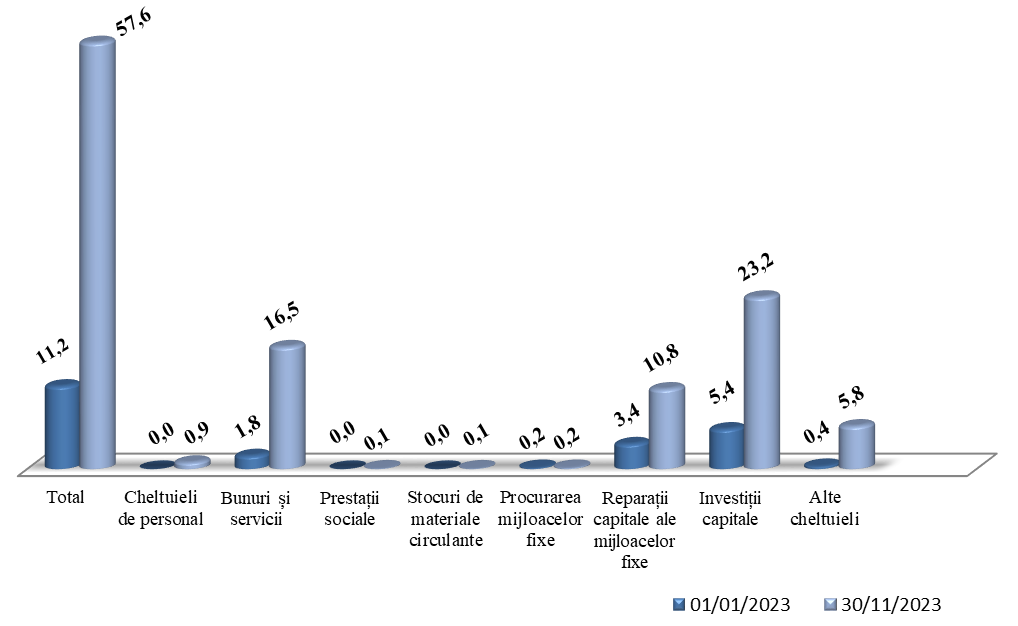 57,6
11,2
0,0
0,9
1,8
16,5
0,0
0,1
0,0
0,1
0,2
0,2
3,4
10,8
5,4
23,2
0,4
5,8
Total
Cheltuieli
de personal
Bunuri și
servicii
Prestații
sociale
Stocuri de
materiale
circulante
Procurarea
mijloacelor
fixe
Reparații
capitale ale
mijloacelor
fixe
Investiții
capitale
Alte
cheltuieli
01/01/2023
30/11/2023